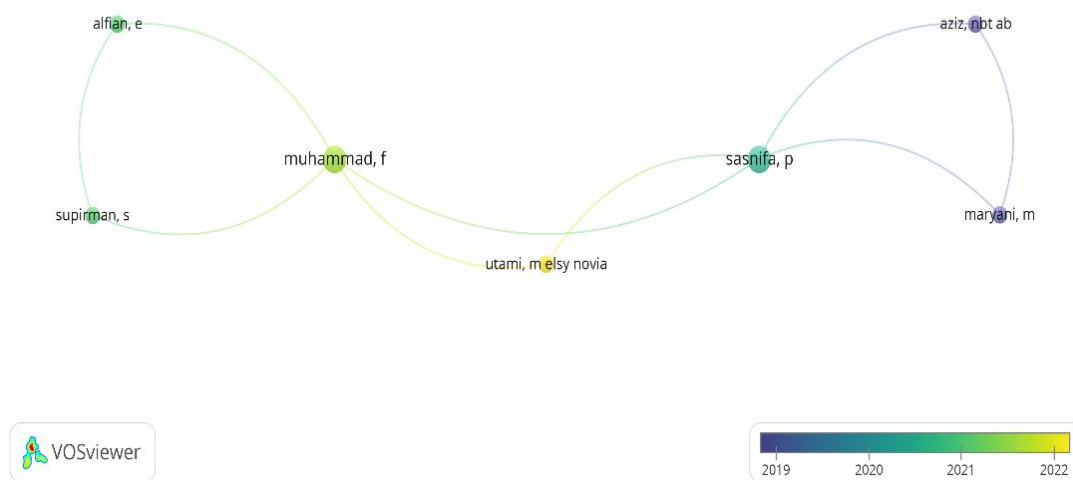 alfian, e
aziz, nbt ab
muhammad, f
sasnifa, p
supirman, s
maryani, m
utami, m elsy novia
VOSviewer
2019
2020
2021
2022